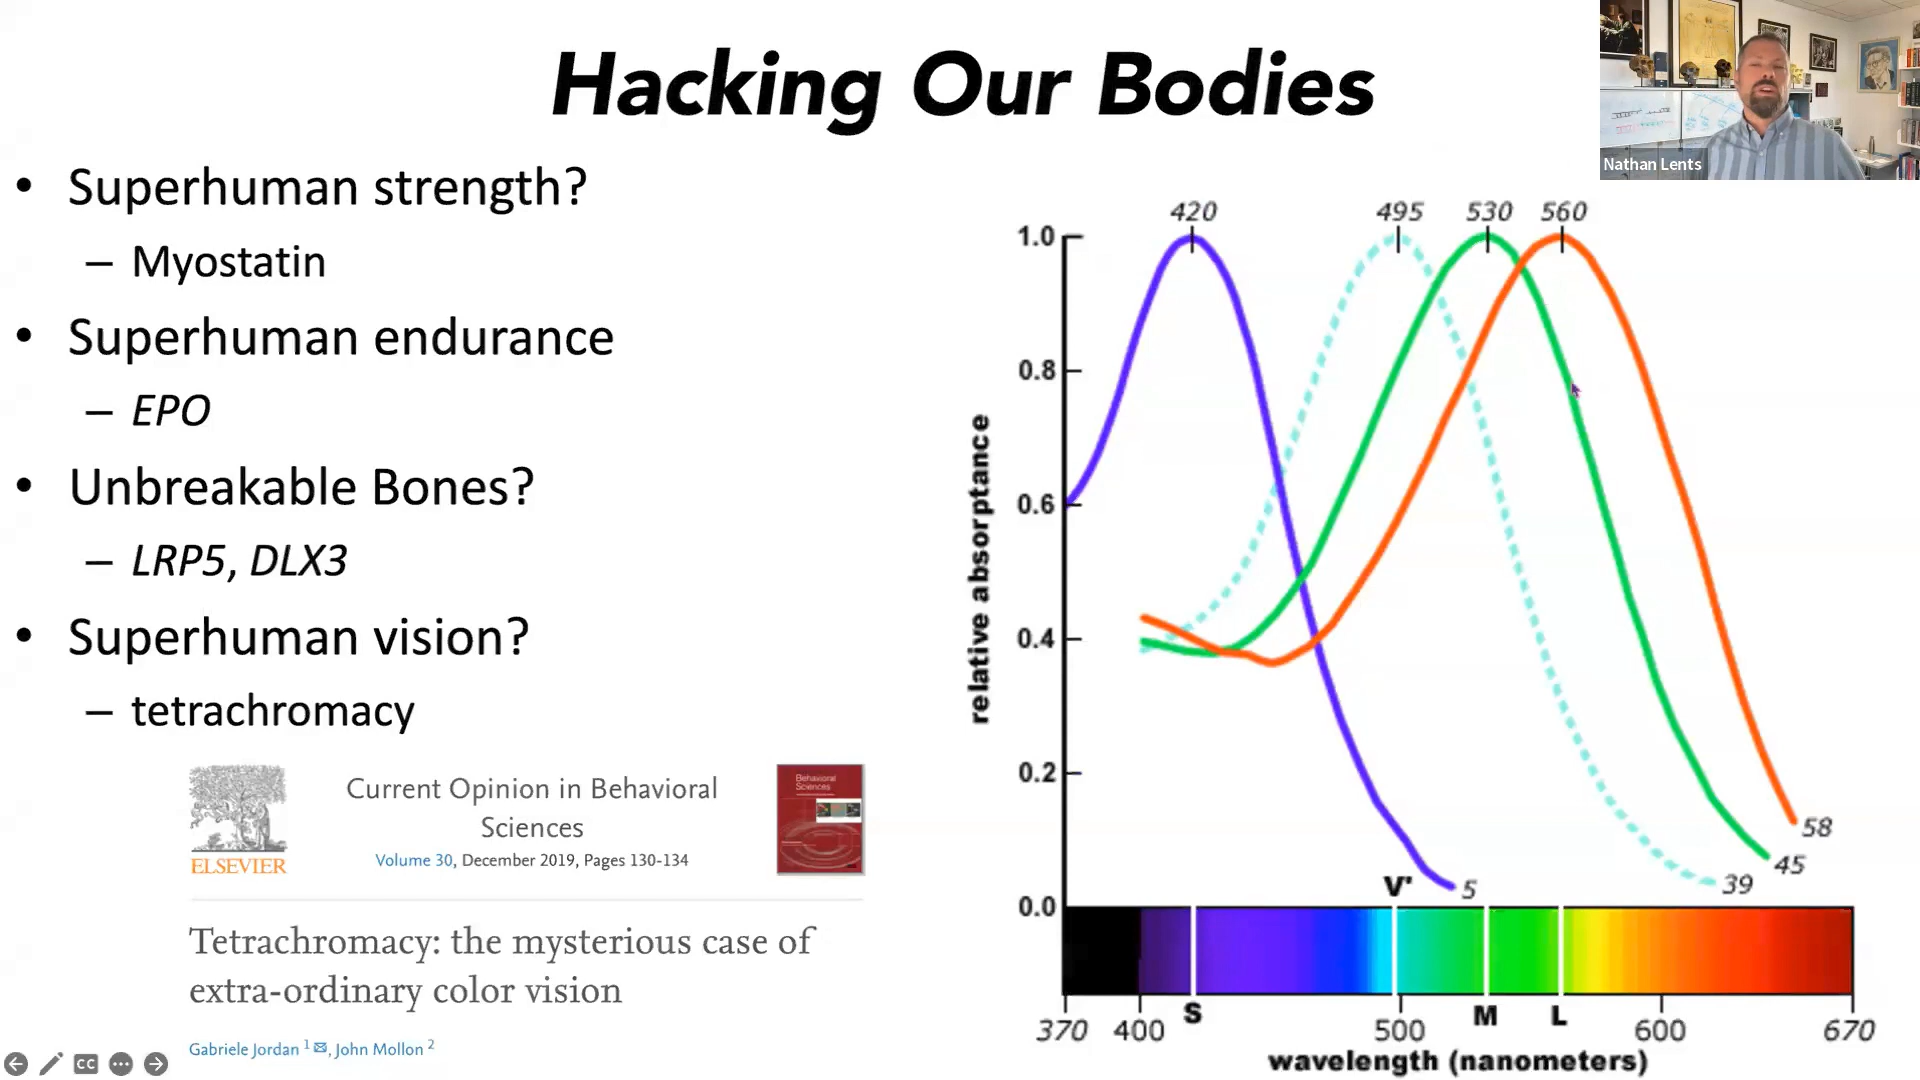 Hacking Our Bodies
Nathan Lents
• Superhuman strength?
– Myostatin
• Superhuman endurance
– EPO
• Unbreakable Bones?
– LRP5, DLX3
• Superhuman vision?
– tetrachromacy
ELSEVIER
Current Opinion in Behavioral
Sciences
Volume 30, December 2019, Pages 130-134
Behavioral
Sciences
Tetrachromacy: the mysterious case of
extra-ordinary color vision
Gabriele Jordan 1 ✉, John Mollon 2
CC
420 495 530 560
1.0
0.8
0.6
0.4
0.2
0.0
relative absorptance
58
45
39
5
V'
S M L
370 400 500 600 670
wavelength (nanometers)